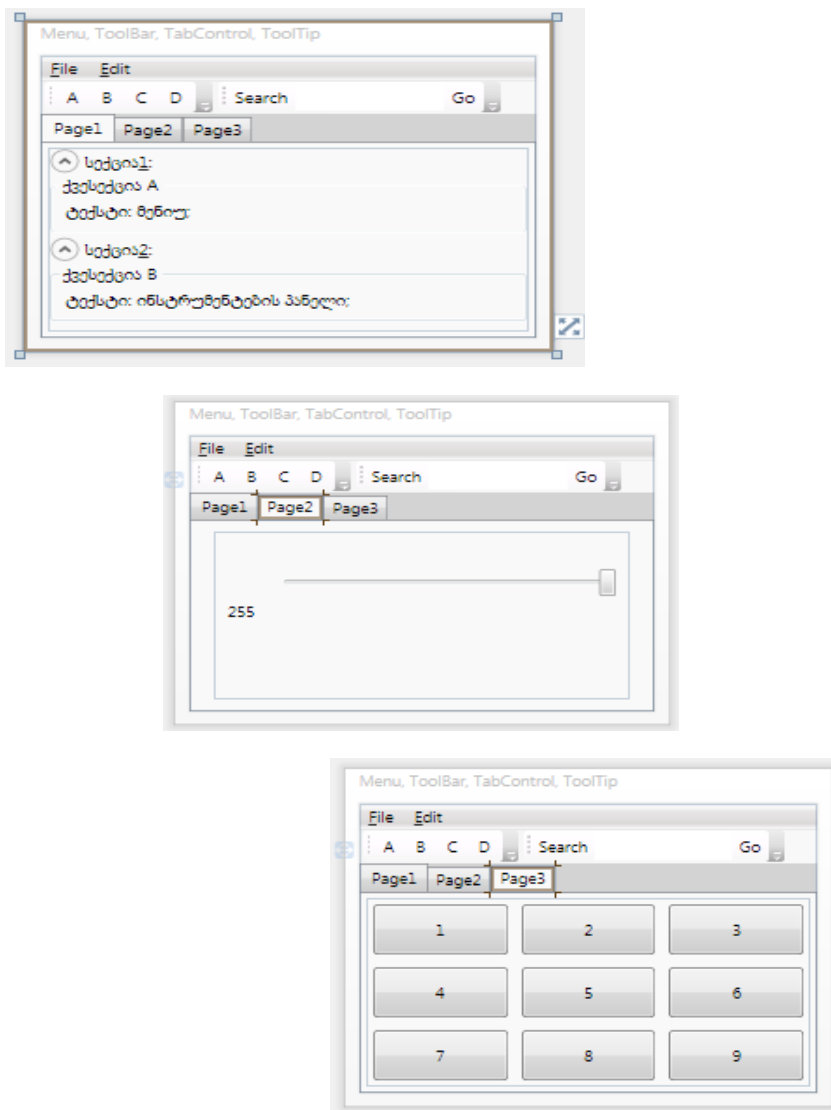 Menu, ToolBar, TabControl, ToolTip
File Edit
A B C D Search Go
Page1 Page2 Page3
სექცია1:
ქვესექცია A
ტექსტი: მენიუ;
სექცია2:
ქვესექცია B
ტექსტი: ინსტრუმენტების პანელი;
Menu, ToolBar, TabControl, ToolTip
File Edit
A B C D Search Go
Page1 Page2 Page3
255
Menu, ToolBar, TabControl, ToolTip
File Edit
A B C D Search Go
Page1 Page2 Page3
1 2 3
4 5 6
7 8 9